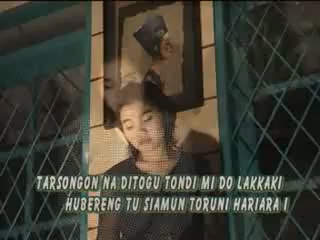 TARSONGON NA DITOGU TONDI MI DO LAKKAKI
HUBERENG TU SIAMUN TORUNI HARIARA I